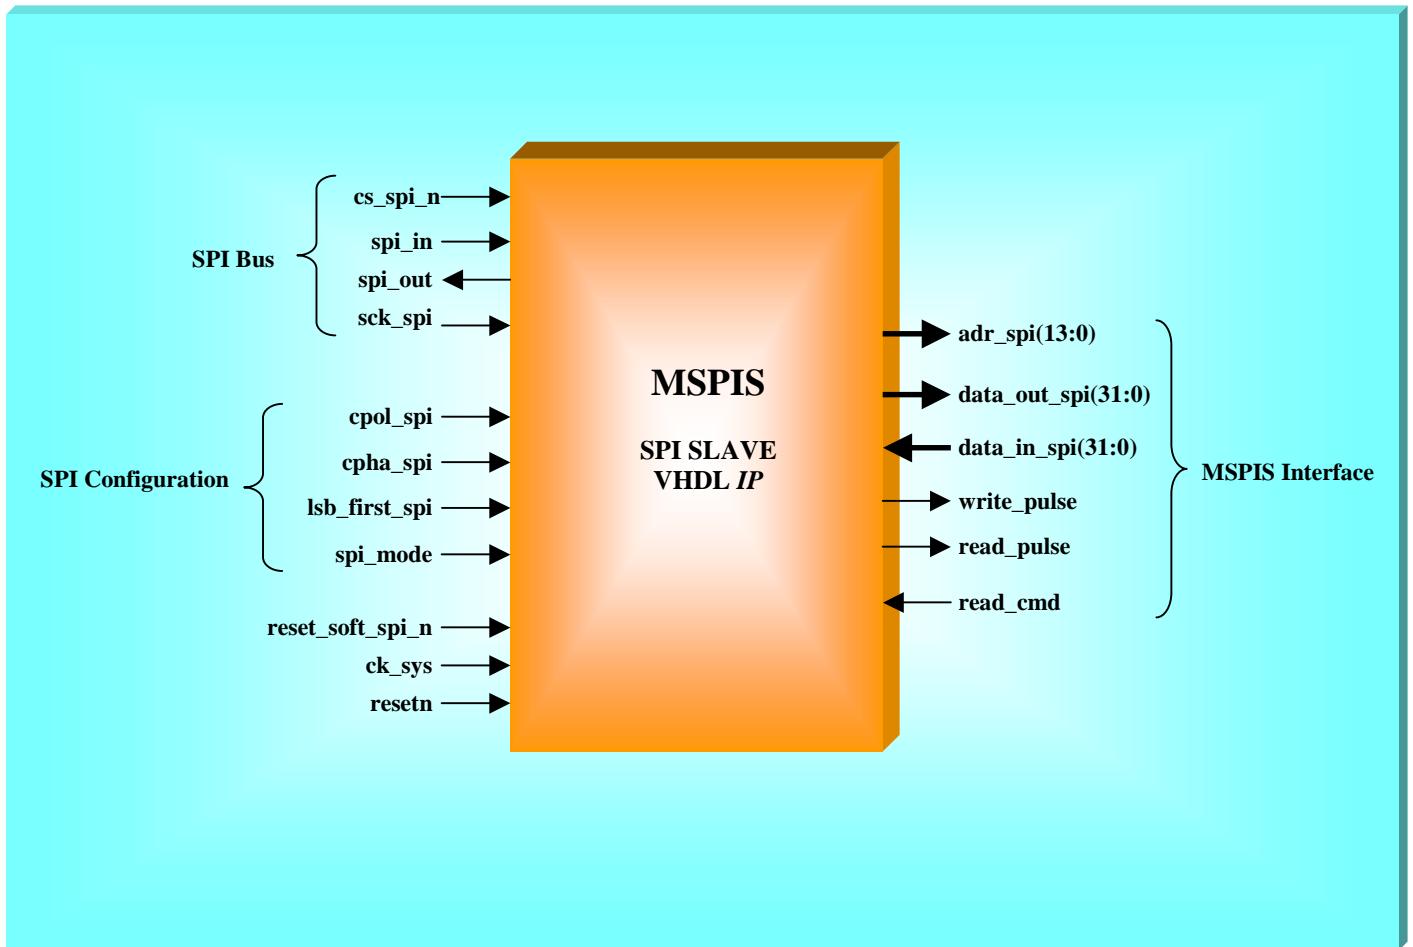 SPI Bus
cs_spi_n
spi_in
spi_out
sck_spi
SPI Configuration
cpol_spi
cpha_spi
lsb_first_spi
spi_mode
reset_soft_spi_n
ck_sys
resetn
MSPIS
SPI SLAVE
VHDL IP
adr_spi(13:0)
data_out_spi(31:0)
data_in_spi(31:0)
write_pulse
read_pulse
read_cmd
MSPIS Interface